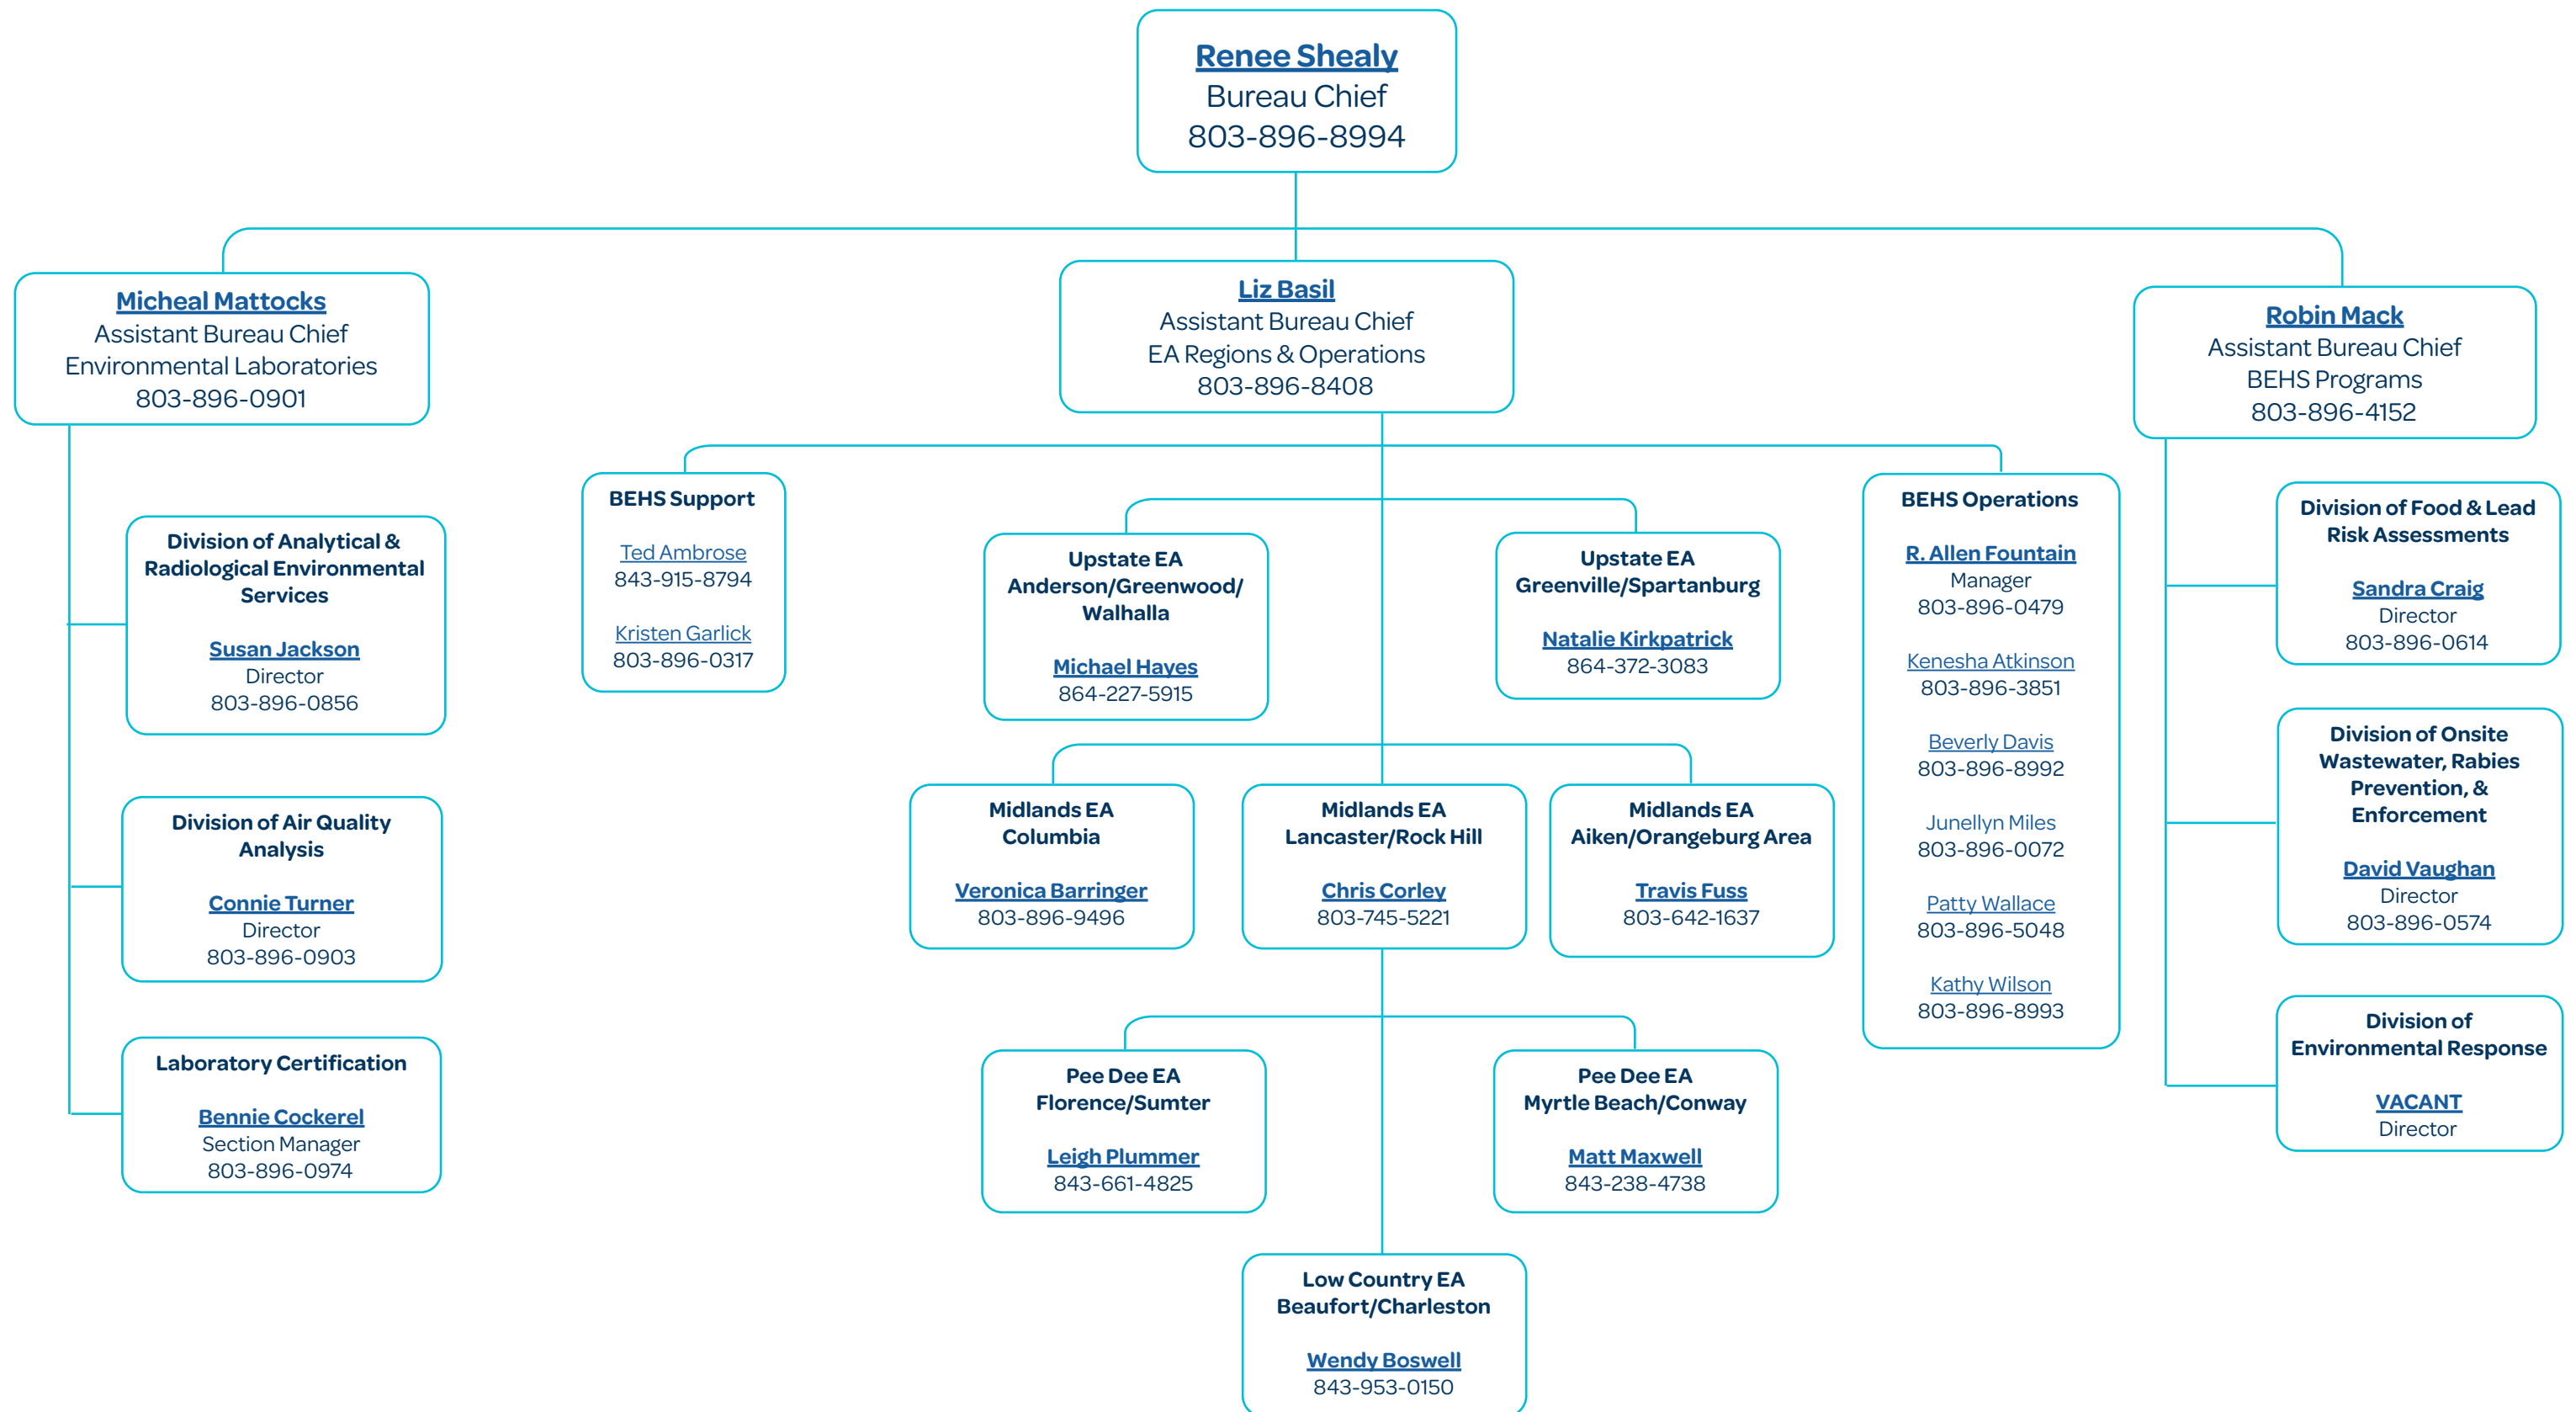 Renee Shealy
Bureau Chief
803-896-8994
Micheal Mattocks
Assistant Bureau Chief
Environmental Laboratories
803-896-0901
Liz Basil
Assistant Bureau Chief
EA Regions & Operations
803-896-8408
Robin Mack
Assistant Bureau Chief
BEHS Programs
803-896-4152
Division of Analytical &
Radiological Environmental
Services
Susan Jackson
Director
803-896-0856
Division of Air Quality
Analysis
Connie Turner
Director
803-896-0903
Laboratory Certification
Bennie Cockerel
Section Manager
803-896-0974
BEHS Support
Ted Ambrose
843-915-8794
Kristen Garlick
803-896-0317
Upstate EA
Anderson/Greenwood/
Walhalla
Michael Hayes
864-227-5915
Upstate EA
Greenville/Spartanburg
Natalie Kirkpatrick
864-372-3083
Midlands EA
Columbia
Veronica Barringer
803-896-9496
Midlands EA
Lancaster/Rock Hill
Chris Corley
803-745-5221
Midlands EA
Aiken/Orangeburg Area
Travis Fuss
803-642-1637
Pee Dee EA
Florence/Sumter
Leigh Plummer
843-661-4825
Pee Dee EA
Myrtle Beach/Conway
Matt Maxwell
843-238-4738
Low Country EA
Beaufort/Charleston
Wendy Boswell
843-953-0150
BEHS Operations
R. Allen Fountain
Manager
803-896-0479
Kenesha Atkinson
803-896-3851
Beverly Davis
803-896-8992
Junellyn Miles
803-896-0072
Patty Wallace
803-896-5048
Kathy Wilson
803-896-8993
Division of Food & Lead
Risk Assessments
Sandra Craig
Director
803-896-0614
Division of Onsite
Wastewater, Rabies
Prevention, &
Enforcement
David Vaughan
Director
803-896-0574
Division of
Environmental Response
VACANT
Director